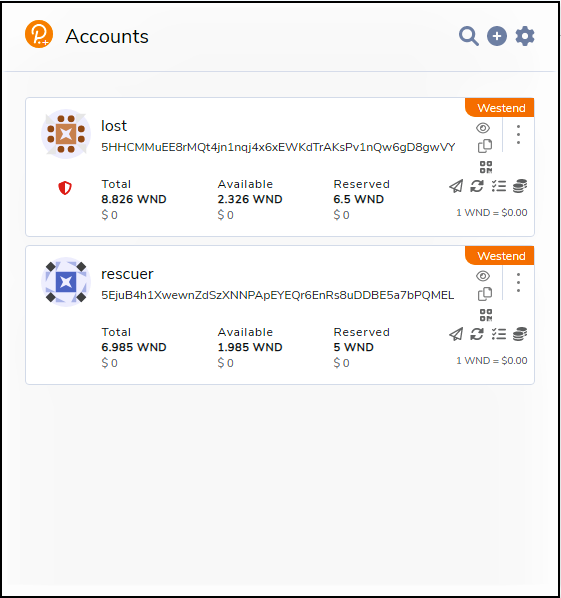 Accounts
Westend
lost
5HHCMMuEE8rMQt4jn1nqj4x6xEWKdTrAKsPv1nQw6gD8gwVY
Total Available Reserved
8.826 WND 2.326 WND 6.5 WND
$ 0 $ 0 $ 0 1 WND = $0.00
Westend
rescuer
5EjuB4h1XwewnZdSzXNNPApEYEQr6EnRs8uDDBE5a7bPQMEL
Total Available Reserved
6.985 WND 1.985 WND 5 WND
$ 0 $ 0 $ 0 1 WND = $0.00